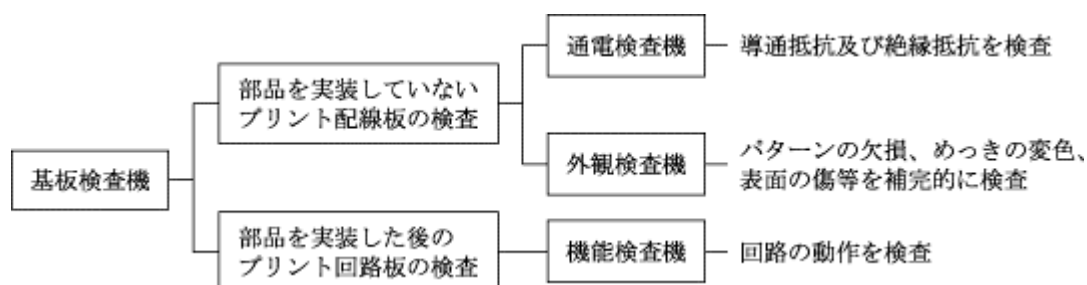 基板検査機
部品を実装していない
プリント配線板の検査
通電検査機
導通抵抗及び絶縁抵抗を検査
外観検査機
パターンの欠損、めっきの変色、
表面の傷等を補完的に検査
部品を実装した後の
プリント回路板の検査
機能検査機
回路の動作を検査